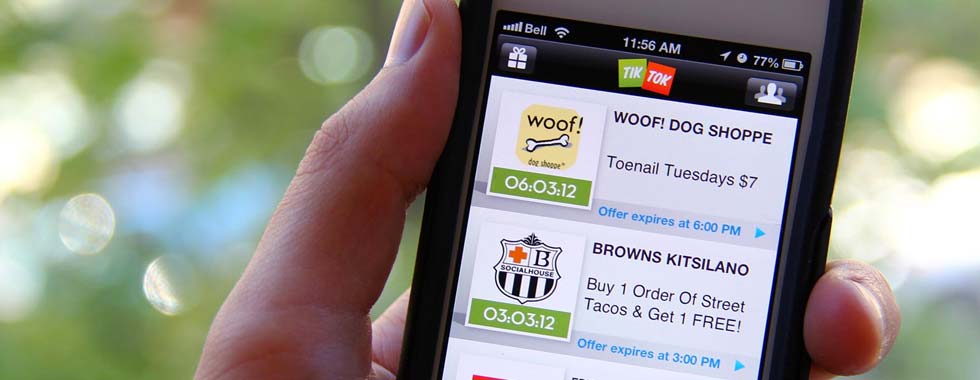 Bell
11:56 AM
77%
TIK TOK
woof!
dog shoppe™
06:03:12
WOOF! DOG SHOPPE
Toenail Tuesdays $7
Offer expires at 6:00 PM
B
SOCIALHOUSE
03:03:12
BROWNS KITSILANO
Buy 1 Order Of Street
Tacos & Get 1 FREE!
Offer expires at 3:00 PM